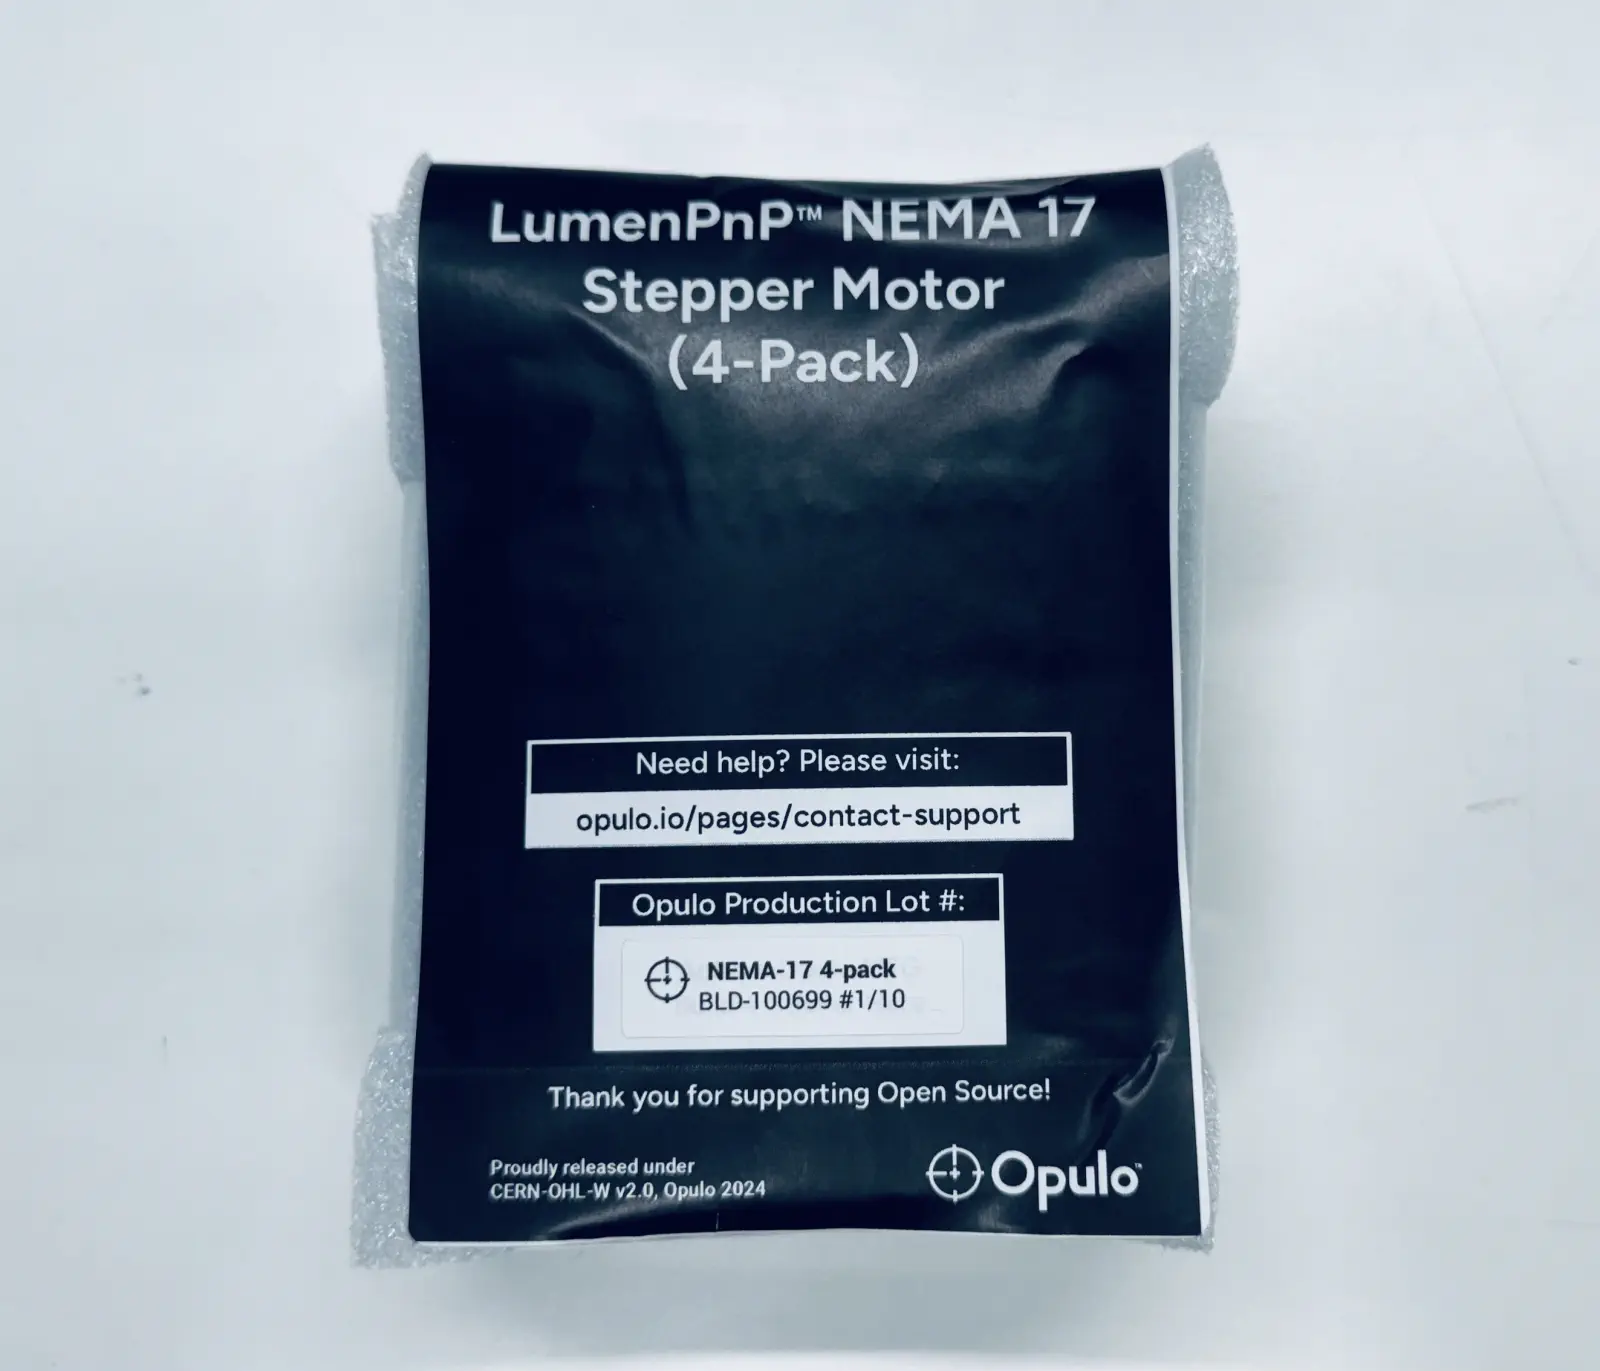 LumenPnP™ NEMA 17
Stepper Motor
(4-Pack)
Need help? Please visit:
opulo.io/pages/contact-support
Opulo Production Lot #:
NEMA-17 4-pack
BLD-100699 #1/10
Thank you for supporting Open Source!
Proudly released under
CERN-OHL-W v2.0, Opulo 2024
Opulo™